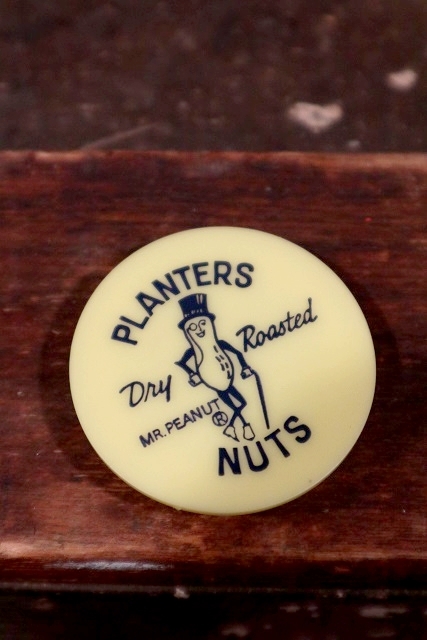 PLANTERS
Dry Roasted
MR. PEANUT®
NUTS